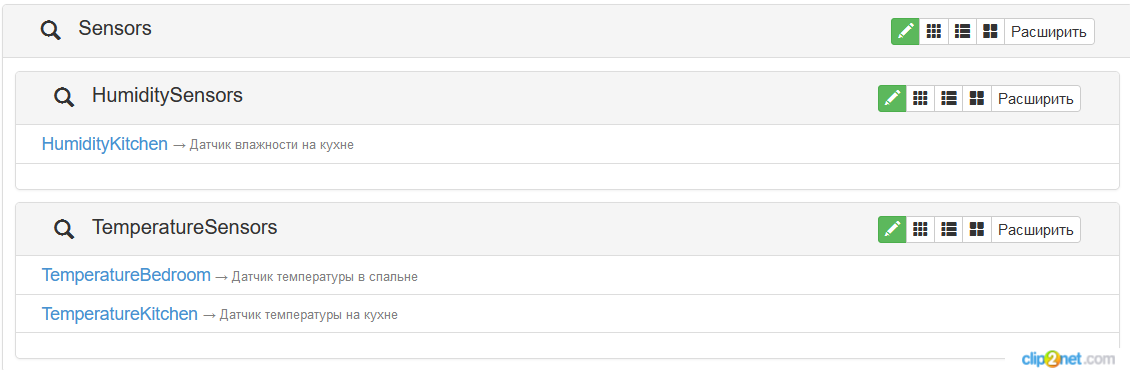 Sensors Расширить
HumiditySensors Расширить
HumidityKitchen → Датчик влажности на кухне
TemperatureSensors Расширить
TemperatureBedroom → Датчик температуры в спальне
TemperatureKitchen → Датчик температуры на кухне
clip2net.com